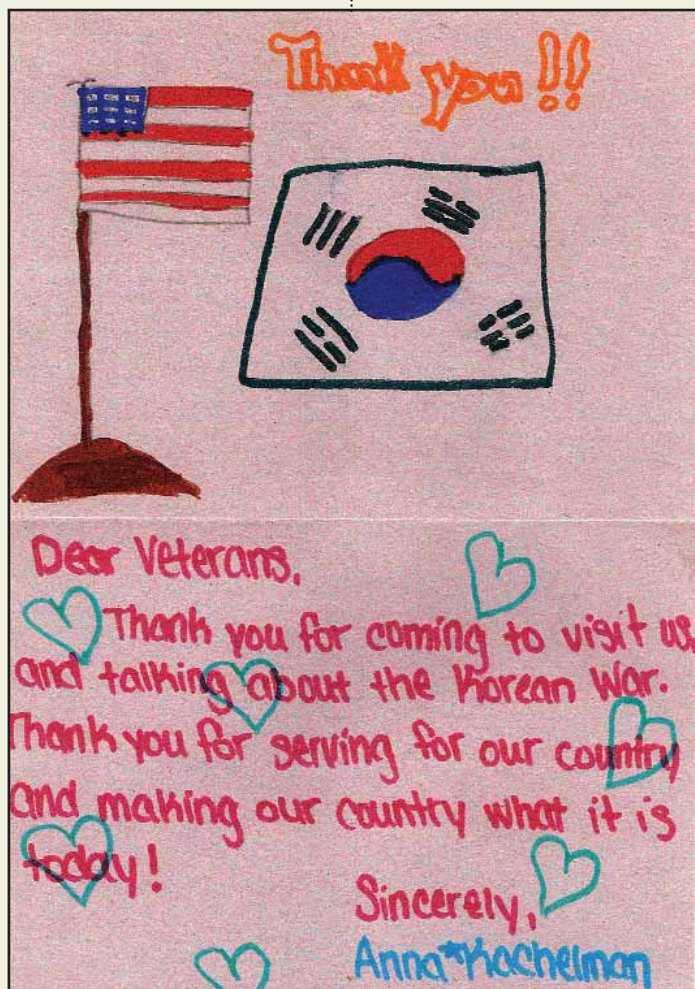 Thank you!!
Dear Veterans,
Thank you for coming to visit us
and talking about the Korean War.
Thank you for serving for our country
and making our country what it is
today!
Sincerely,
Anna*Kachelman